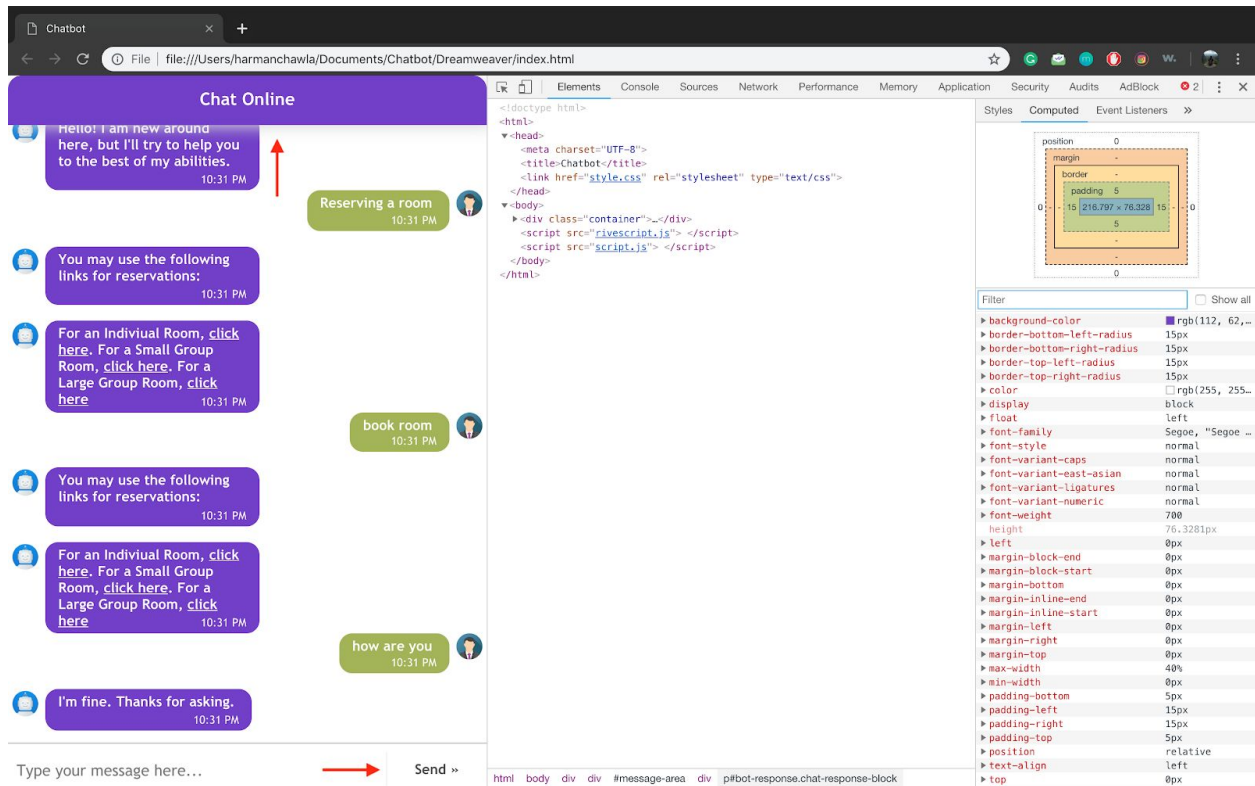 Chatbot
File
file:///Users/harmanchawla/Documents/Chatbot/Dreamweaver/index.html
W.
Chat Online
Hello! I am new around
here, but I'll try to help you
to the best of my abilities.
10:31 PM
Reserving a room
10:31 PM
You may use the following
links for reservations:
10:31 PM
For an Indiviual Room, click
here. For a Small Group
Room, click here. For a
Large Group Room, click
here
10:31 PM
book room
10:31 PM
You may use the following
links for reservations:
10:31 PM
For an Indiviual Room, click
here. For a Small Group
Room, click here. For a
Large Group Room, click
here
10:31 PM
how are you
10:31 PM
I'm fine. Thanks for asking.
10:31 PM
Type your message here...
Send »
Elements Console Sources Network Performance Memory Application Security Audits AdBlock 2
<!doctype html>
<html>
▼<head>
<meta charset="UTF-8">
<title>Chatbot</title>
<link href="style.css" rel="stylesheet" type="text/css">
</head>
▼<body>
▶<div class="container">…</div>
<script src="rivescript.js"> </script>
<script src="script.js"> </script>
</body>
</html>
html body div div #message-area div p#bot-response.chat-response-block
Styles Computed Event Listeners »
position 0
margin -
border -
padding 5
0 - - 15 216.797 × 76.328 15 - - 0
5
-
-
0
Filter Show all
background-color rgb(112, 62,…
border-bottom-left-radius 15px
border-bottom-right-radius 15px
border-top-left-radius 15px
border-top-right-radius 15px
color rgb(255, 255…
display block
float left
font-family Segoe, "Segoe …
font-style normal
font-variant-caps normal
font-variant-east-asian normal
font-variant-ligatures normal
font-variant-numeric normal
font-weight 700
height 76.3281px
left 0px
margin-block-end 0px
margin-block-start 0px
margin-bottom 0px
margin-inline-end 0px
margin-inline-start 0px
margin-left 0px
margin-right 0px
margin-top 0px
max-width 40%
min-width 0px
padding-bottom 5px
padding-left 15px
padding-right 15px
padding-top 5px
position relative
text-align left
top 0px